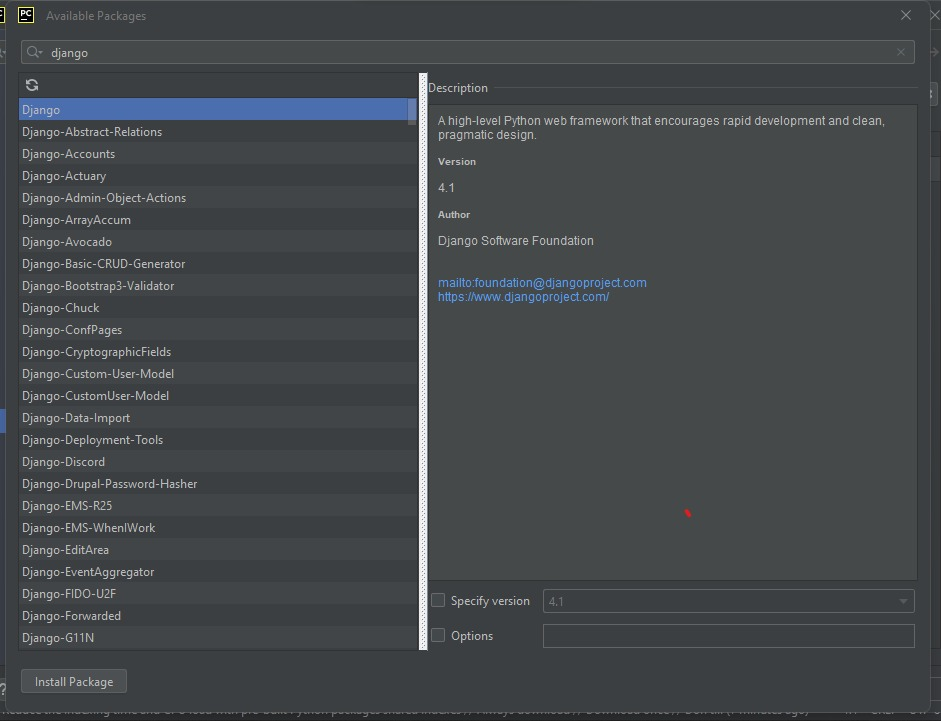 PC Available Packages
django
Django
Django-Abstract-Relations
Django-Accounts
Django-Actuary
Django-Admin-Object-Actions
Django-ArrayAccum
Django-Avocado
Django-Basic-CRUD-Generator
Django-Bootstrap3-Validator
Django-Chuck
Django-ConfPages
Django-CryptographicFields
Django-Custom-User-Model
Django-CustomUser-Model
Django-Data-Import
Django-Deployment-Tools
Django-Discord
Django-Drupal-Password-Hasher
Django-EMS-R25
Django-EMS-WhenIWork
Django-EditArea
Django-EventAggregator
Django-FIDO-U2F
Django-Forwarded
Django-G11N
Description
A high-level Python web framework that encourages rapid development and clean,
pragmatic design.
Version
4.1
Author
Django Software Foundation
mailto:foundation@djangoproject.com
https://www.djangoproject.com/
Specify version 4.1
Options
Install Package